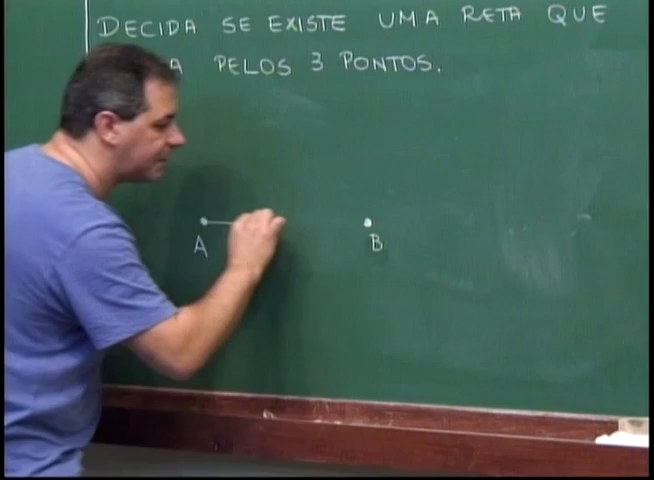 DECIDA SE EXISTE UMA RETA QUE
PELOS 3 PONTOS.
A B